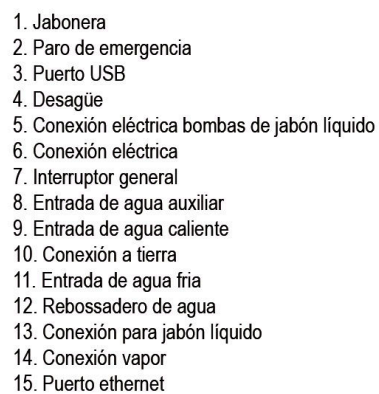 1. Jabonera
2. Paro de emergencia
3. Puerto USB
4. Desagüe
5. Conexión eléctrica bombas de jabón líquido
6. Conexión eléctrica
7. Interruptor general
8. Entrada de agua auxiliar
9. Entrada de agua caliente
10. Conexión a tierra
11. Entrada de agua fria
12. Rebossadero de agua
13. Conexión para jabón líquido
14. Conexión vapor
15. Puerto ethernet